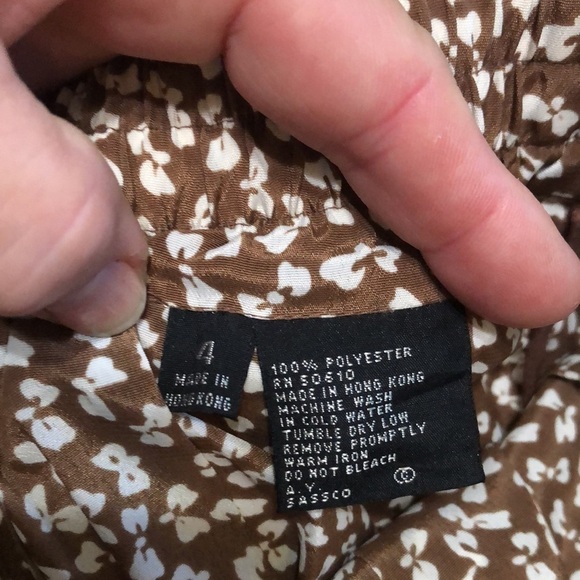 4
MADE IN
HONG KONG
100% POLYESTER
RN 50610
MADE IN HONG KONG
MACHINE WASH
IN COLD WATER
TUMBLE DRY LOW
REMOVE PROMPTLY
WARM IRON
DO NOT BLEACH
A.Y.
SASSCO